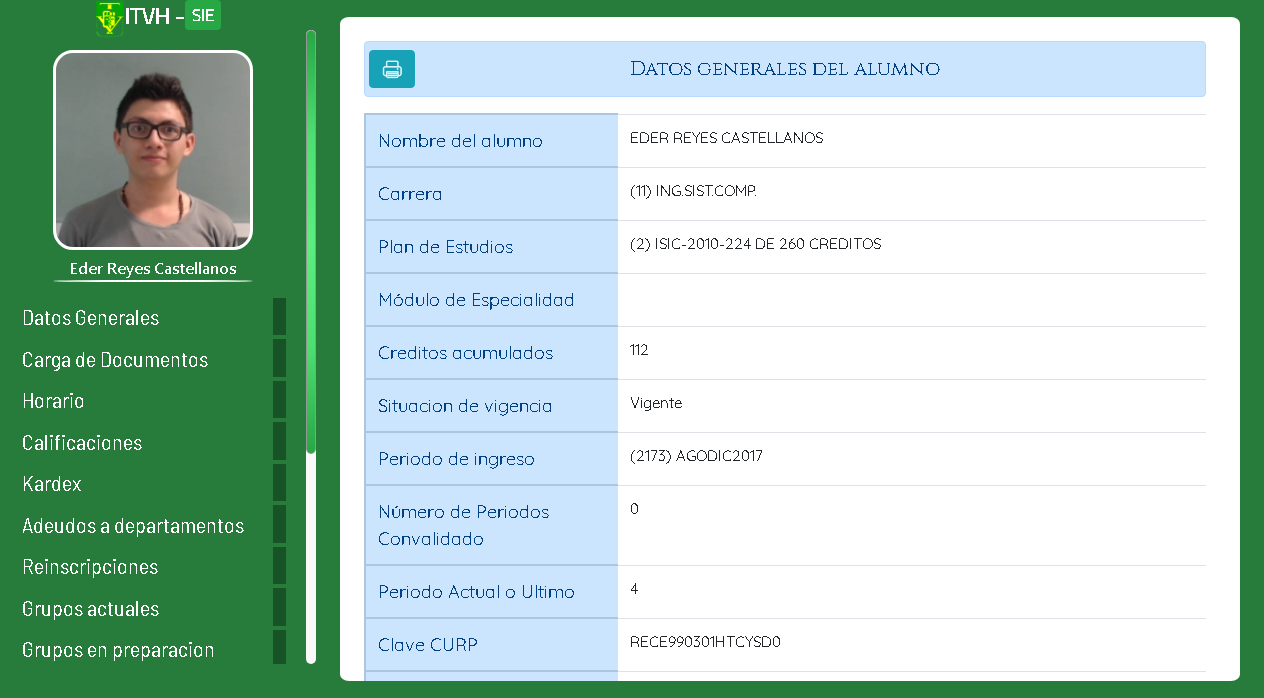 ITVH - SIE
Eder Reyes Castellanos
Datos Generales
Carga de Documentos
Horario
Calificaciones
Kardex
Adeudos a departamentos
Reinscripciones
Grupos actuales
Grupos en preparacion
Datos generales del alumno
Nombre del alumno EDER REYES CASTELLANOS
Carrera (11) ING.SIST.COMP.
Plan de Estudios (2) ISIC-2010-224 DE 260 CREDITOS
Módulo de Especialidad
Creditos acumulados 112
Situacion de vigencia Vigente
Periodo de ingreso (2173) AGODIC2017
Número de Periodos 0
Convalidado
Periodo Actual o Ultimo 4
Clave CURP RECE990301HTCYSD0